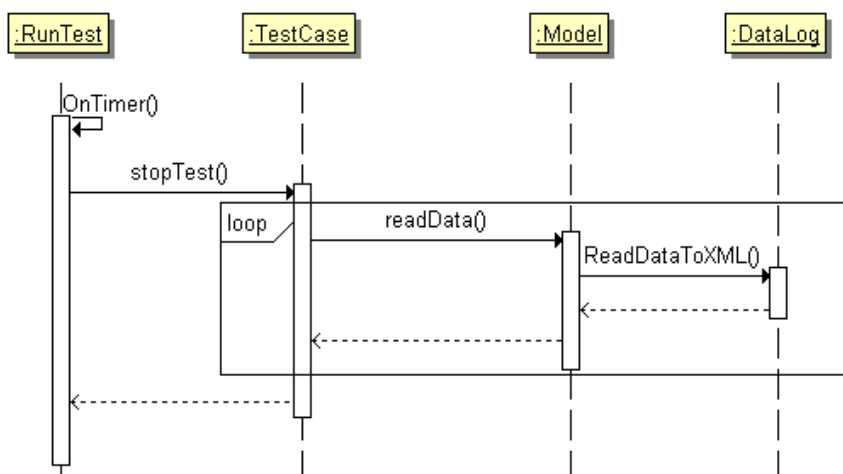 :RunTest
:TestCase
:Model
:DataLog
OnTimer()
stopTest()
loop
readData()
ReadDataToXML()